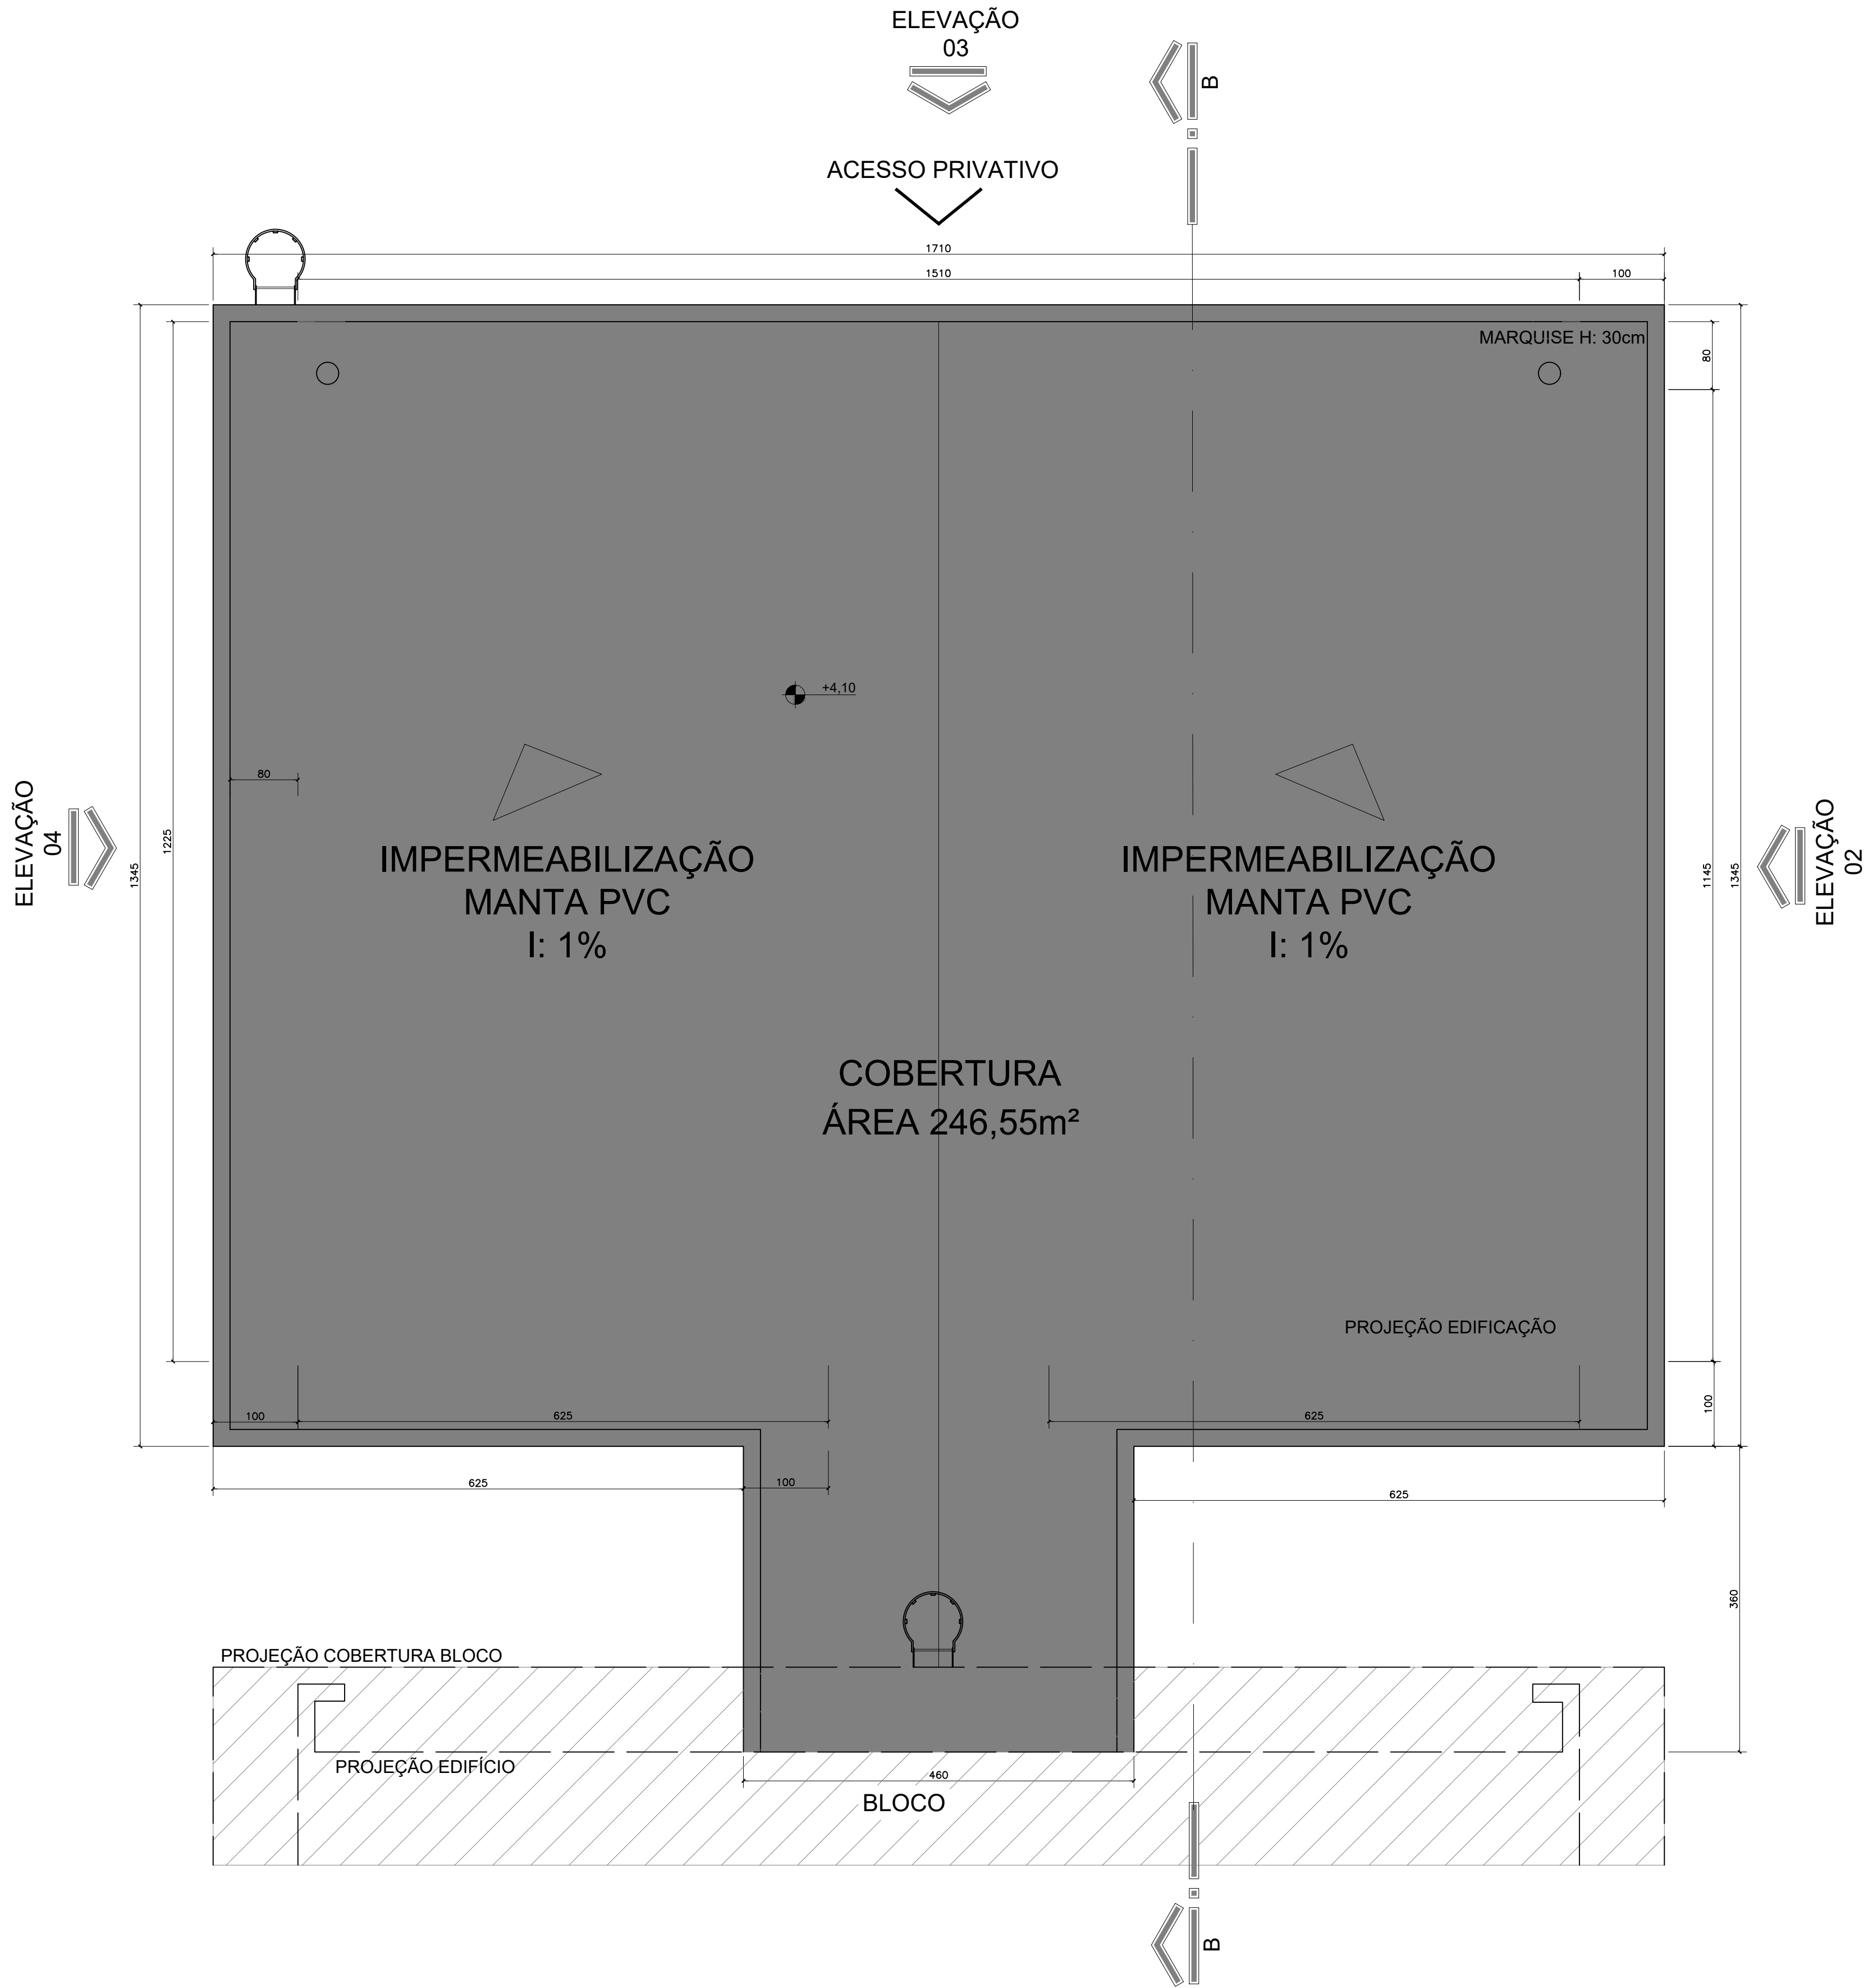 ELEVAÇÃO
03
B
ACESSO PRIVATIVO
1710
1510
100
MARQUISE H: 30cm
80
+4,10
80
ELEVAÇÃO
04
1345
1225
1145
1345
ELEVAÇÃO
02
IMPERMEABILIZAÇÃO
MANTA PVC
I: 1%
IMPERMEABILIZAÇÃO
MANTA PVC
I: 1%
COBERTURA
ÁREA 246,55m²
PROJEÇÃO EDIFICAÇÃO
100
625
625
100
625
100
625
360
PROJEÇÃO COBERTURA BLOCO
PROJEÇÃO EDIFÍCIO
460
BLOCO
B